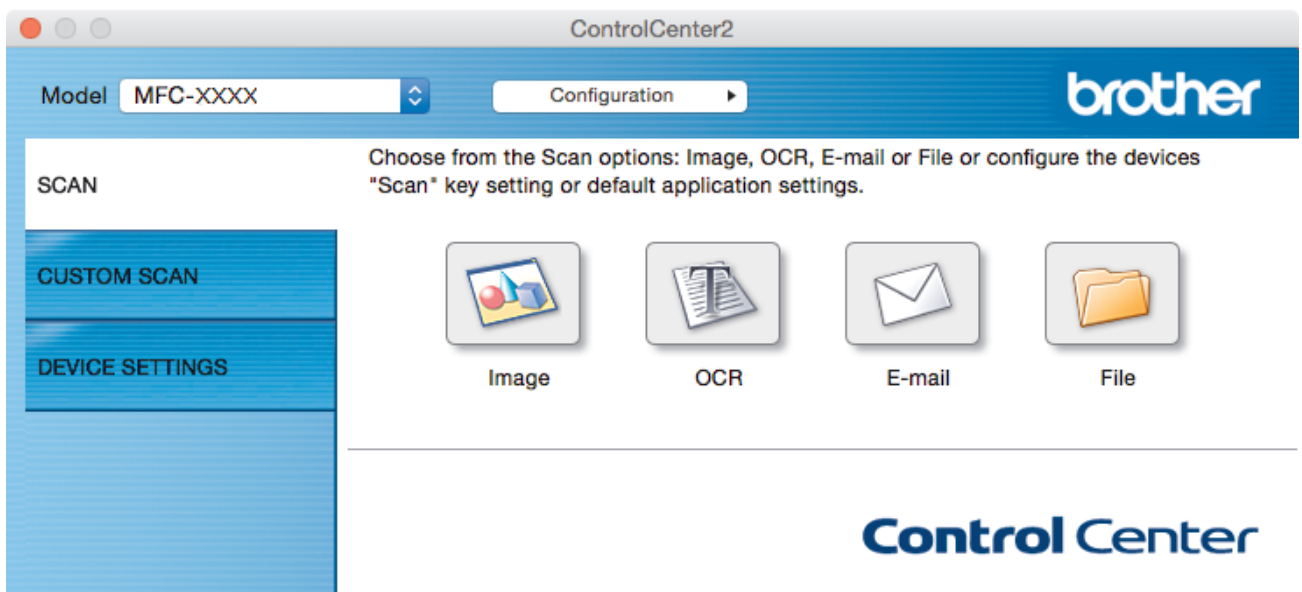 ControlCenter2
Model MFC-XXXX Configuration
brother
Choose from the Scan options: Image, OCR, E-mail or File or configure the devices
"Scan" key setting or default application settings.
SCAN
CUSTOM SCAN
DEVICE SETTINGS
T
Image OCR E-mail File
Control Center